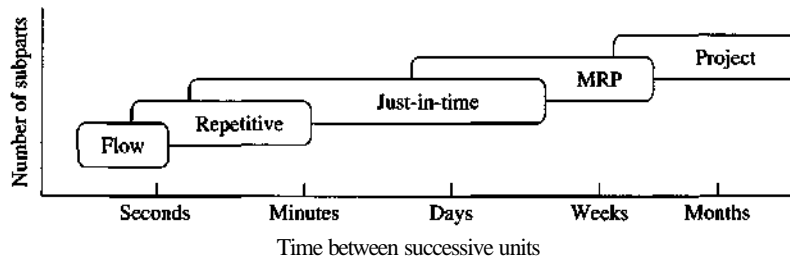 Number of subparts
Project
MRP
Just-in-time
Repetitive
Flow
Seconds Minutes Days Weeks Months
Time between successive units